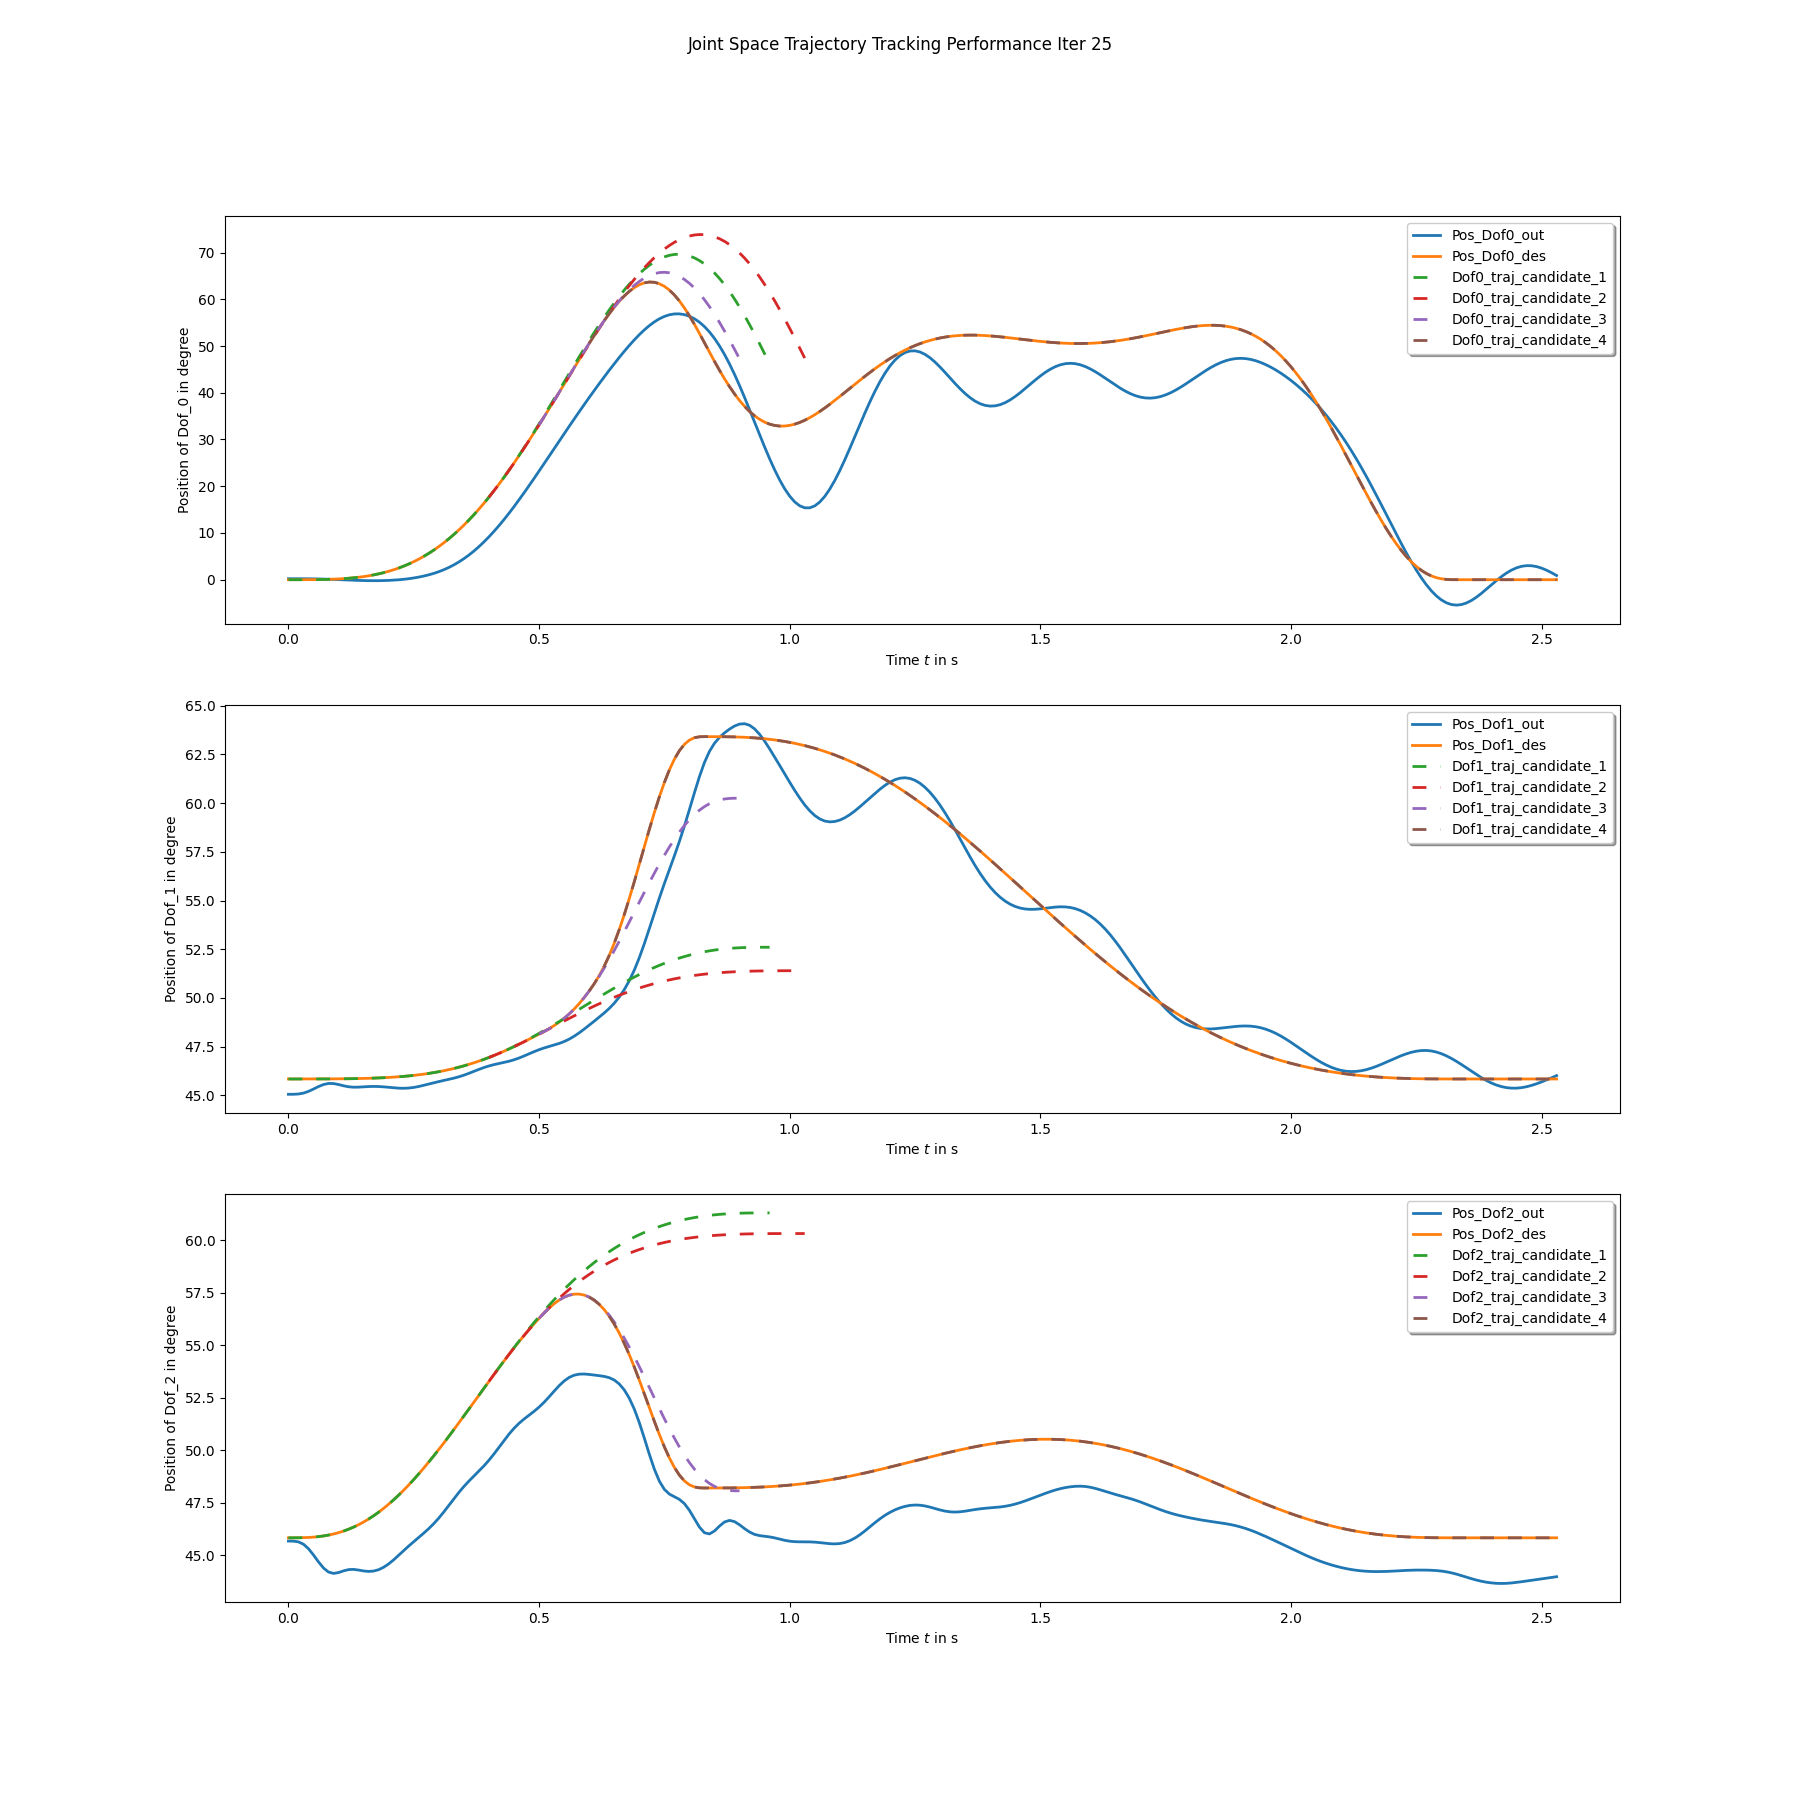 Joint Space Trajectory Tracking Performance Iter 25
Position of Dof_0 in degree
70
60
50
40
30
20
10
0
Pos_Dof0_out
Pos_Dof0_des
Dof0_traj_candidate_1
Dof0_traj_candidate_2
Dof0_traj_candidate_3
Dof0_traj_candidate_4
0.0 0.5 1.0 1.5 2.0 2.5
Time t in s
Position of Dof_1 in degree
65.0
62.5
60.0
57.5
55.0
52.5
50.0
47.5
45.0
Pos_Dof1_out
Pos_Dof1_des
Dof1_traj_candidate_1
Dof1_traj_candidate_2
Dof1_traj_candidate_3
Dof1_traj_candidate_4
0.0 0.5 1.0 1.5 2.0 2.5
Time t in s
Position of Dof_2 in degree
60.0
57.5
55.0
52.5
50.0
47.5
45.0
Pos_Dof2_out
Pos_Dof2_des
Dof2_traj_candidate_1
Dof2_traj_candidate_2
Dof2_traj_candidate_3
Dof2_traj_candidate_4
0.0 0.5 1.0 1.5 2.0 2.5
Time t in s